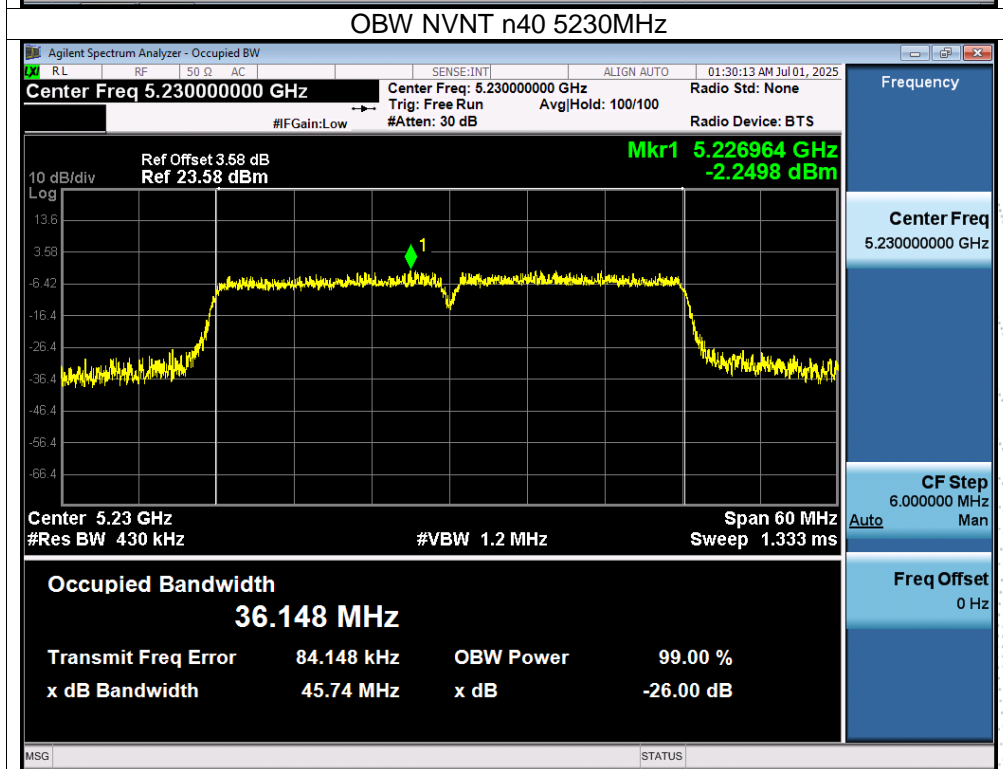 OBW NVNT n40 5230MHz
Agilent Spectrum Analyzer - Occupied BW
LXI RL RF 50 Ω AC SENSE:INT ALIGN AUTO 01:30:13 AM Jul 01, 2025
Center Freq 5.230000000 GHz
Center Freq: 5.230000000 GHz
Radio Std: None
Trig: Free Run Avg|Hold: 100/100
#IFGain:Low #Atten: 30 dB Radio Device: BTS
Frequency
Mkr1 5.226964 GHz
-2.2498 dBm
Ref Offset 3.58 dB
10 dB/div Ref 23.58 dBm
Log
13.6
3.58
-6.42
-16.4
-26.4
-36.4
-46.4
-56.4
-66.4
1
Center 5.23 GHz Span 60 MHz
#Res BW 430 kHz #VBW 1.2 MHz Sweep 1.333 ms
Occupied Bandwidth
36.148 MHz
Transmit Freq Error 84.148 kHz OBW Power 99.00 %
x dB Bandwidth 45.74 MHz x dB -26.00 dB
Center Freq
5.230000000 GHz
CF Step
6.000000 MHz
Auto Man
Freq Offset
0 Hz
MSG STATUS